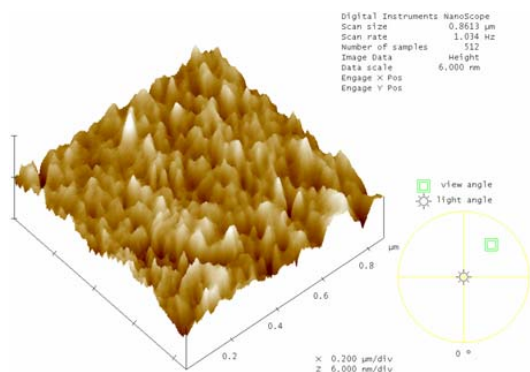 Digital Instruments NanoScope
Scan size 0.8613 µm
Scan rate 1.034 Hz
Number of samples 512
Image Data Height
Data scale 6.000 nm
Engage X Pos
Engage Y Pos
view angle
light angle
µm
0.8
0.6
0.4
0.2
0 °
X 0.200 µm/div
Z 6.000 nm/div